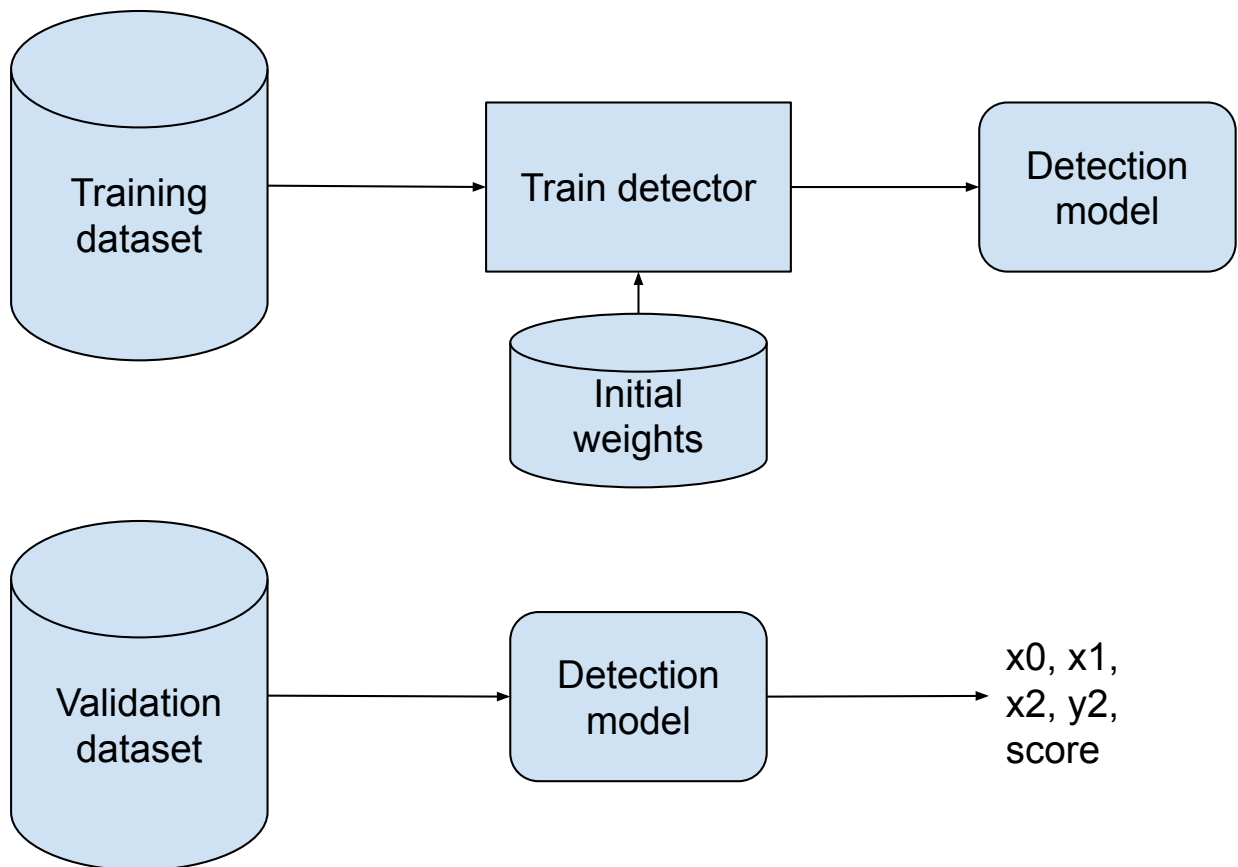 Training
dataset
Train detector
Detection
model
Initial
weights
Validation
dataset
Detection
model
x0, x1,
x2, y2,
score